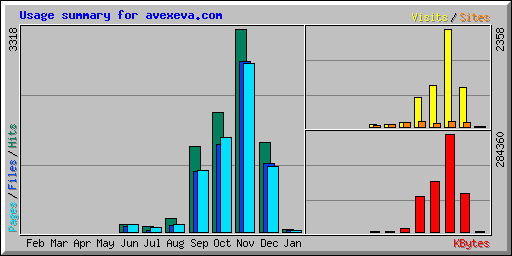 Usage summary for avexeva.com
Visits/Sites
3318
2358
Pages/Files/Hits
284360
Feb Mar Apr May Jun Jul Aug Sep Oct Nov Dec Jan
KBytes